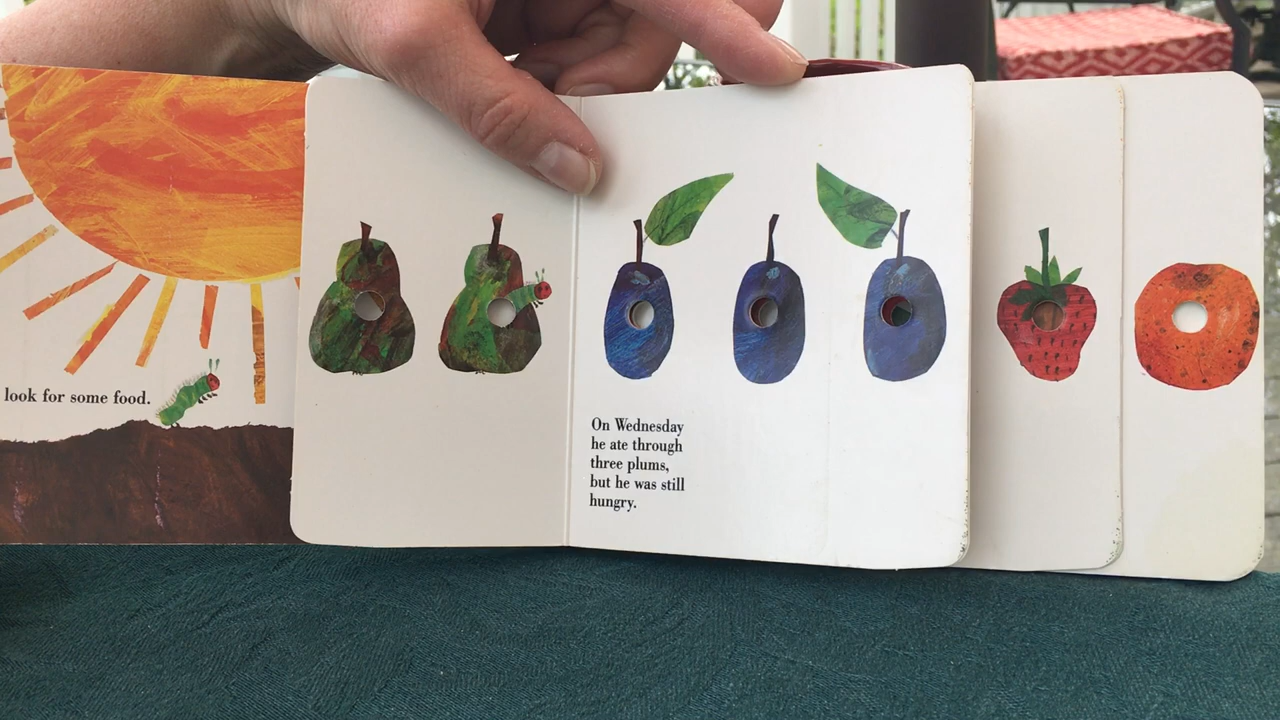 look for some food.
On Wednesday
he ate through
three plums,
but he was still
hungry.